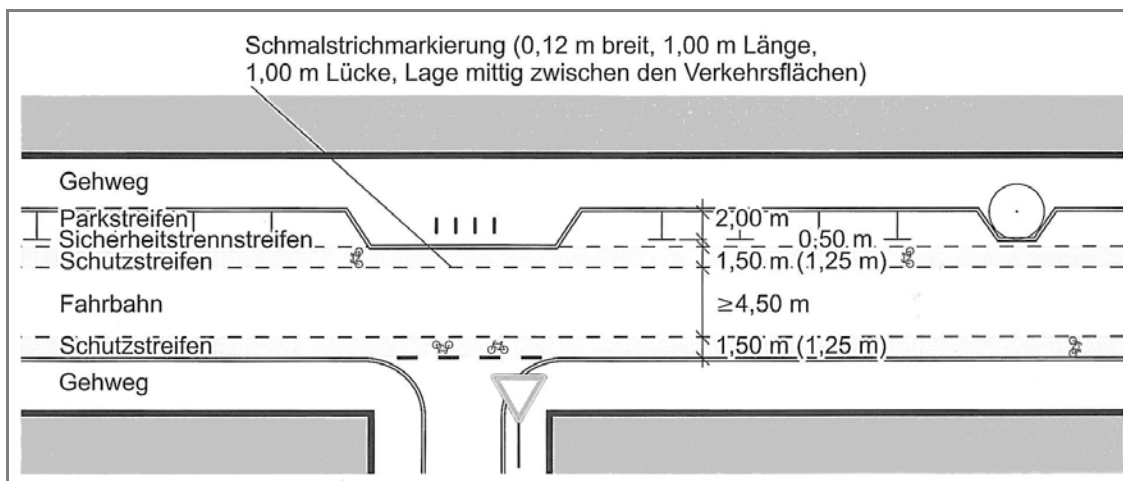 Schmalstrichmarkierung (0,12 m breit, 1,00 m Länge,
1,00 m Lücke, Lage mittig zwischen den Verkehrsflächen)
Gehweg
Parkstreifen
2,00 m
Sicherheitstrennstreifen
0,50 m
Schutzstreifen
1,50 m (1,25 m)
Fahrbahn
≥4,50 m
Schutzstreifen
1,50 m (1,25 m)
Gehweg